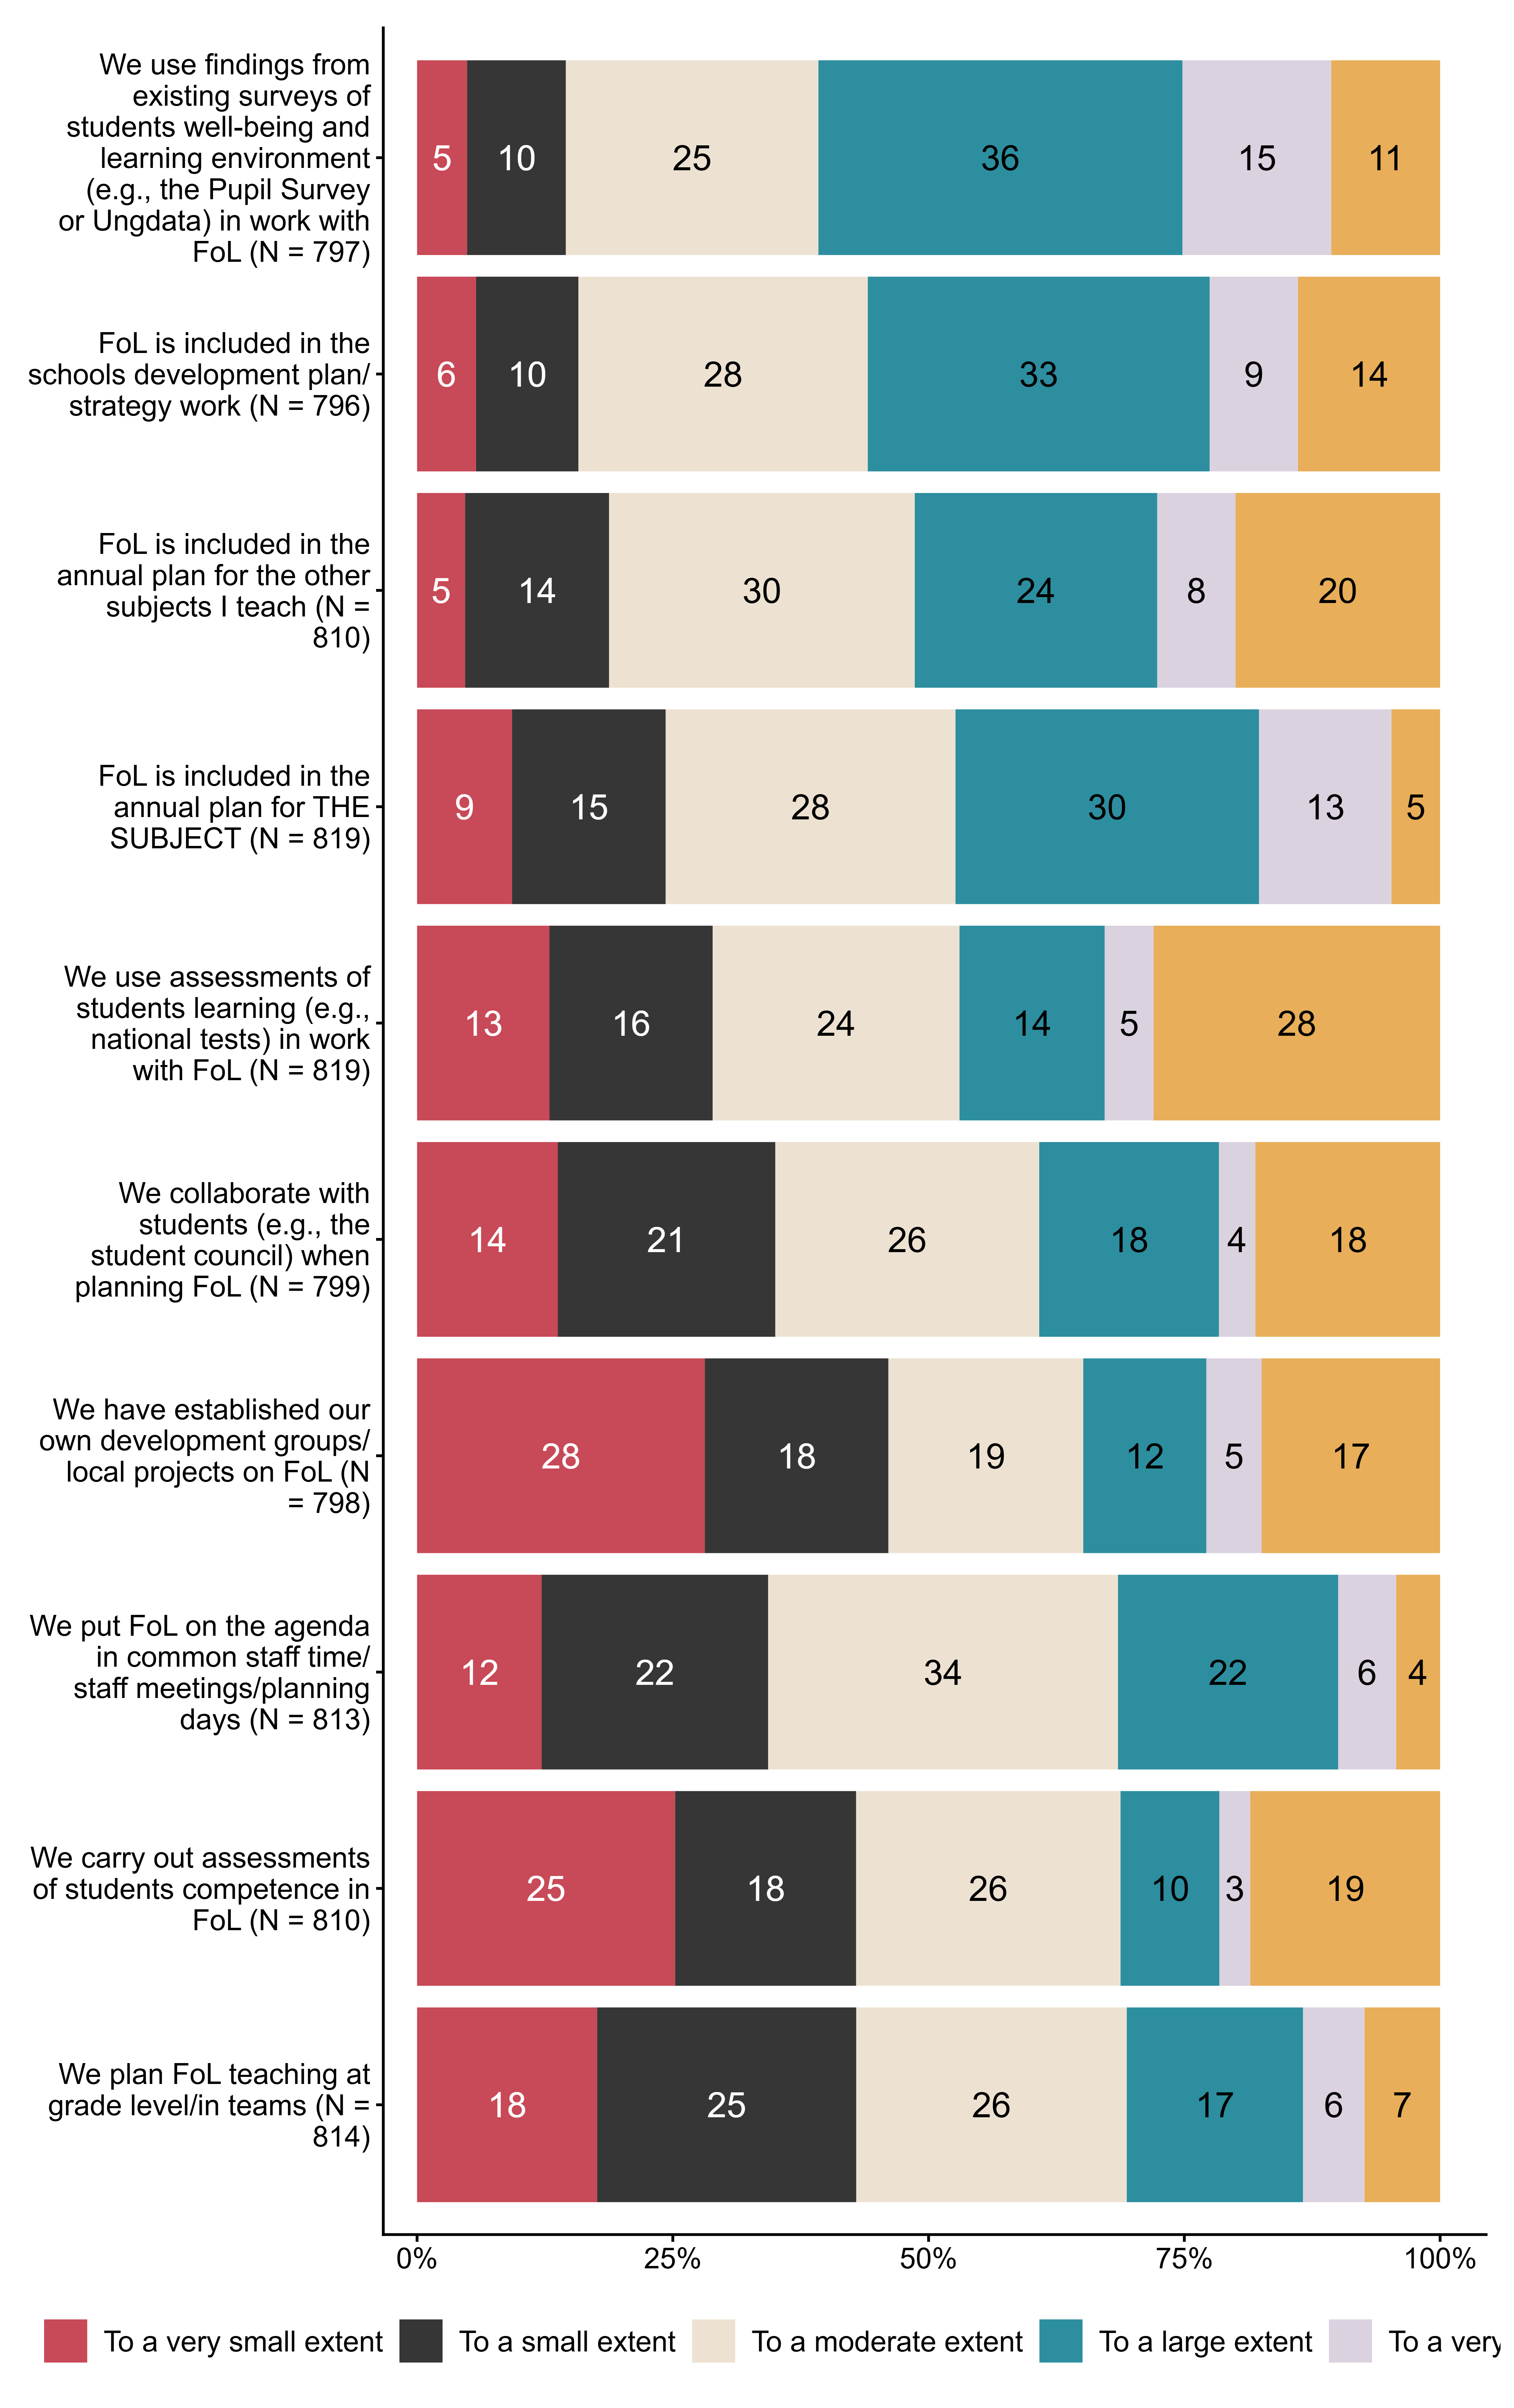 We use findings from
existing surveys of
students well-being and
learning environment
(e.g., the Pupil Survey
or Ungdata) in work with
FoL (N = 797)
5 10 25 36 15 11
FoL is included in the
schools development plan/
strategy work (N = 796)
6 10 28 33 9 14
FoL is included in the
annual plan for the other
subjects I teach (N =
810)
5 14 30 24 8 20
FoL is included in the
annual plan for THE
SUBJECT (N = 819)
9 15 28 30 13 5
We use assessments of
students learning (e.g.,
national tests) in work
with FoL (N = 819)
13 16 24 14 5 28
We collaborate with
students (e.g., the
student council) when
planning FoL (N = 799)
14 21 26 18 4 18
We have established our
own development groups/
local projects on FoL (N
= 798)
28 18 19 12 5 17
We put FoL on the agenda
in common staff time/
staff meetings/planning
days (N = 813)
12 22 34 22 6 4
We carry out assessments
of students competence in
FoL (N = 810)
25 18 26 10 3 19
We plan FoL teaching at
grade level/in teams (N =
814)
18 25 26 17 6 7
0% 25% 50% 75% 100%
To a very small extent To a small extent To a moderate extent To a large extent To a very